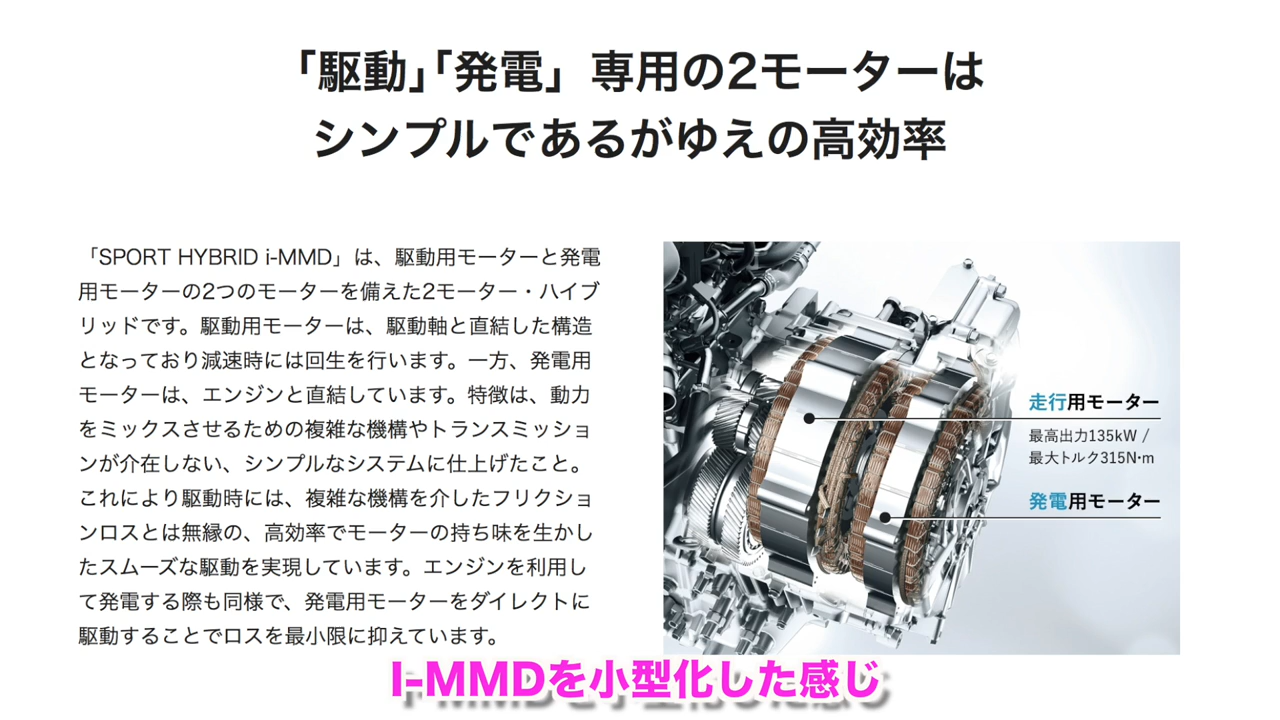 「駆動」「発電」専用の2モーターは
シンプルであるがゆえの高効率
「SPORT HYBRID i-MMD」は、駆動用モーターと発電
用モーターの2つのモーターを備えた2モーター・ハイブ
リッドです。駆動用モーターは、駆動軸と直結した構造
となっており減速時には回生を行います。一方、発電用
モーターは、エンジンと直結しています。特徴は、動力
をミックスさせるための複雑な機構やトランスミッショ
ンが介在しない、シンプルなシステムに仕上げたこと。
これにより駆動時には、複雑な機構を介したフリクショ
ンロスとは無縁の、高効率でモーターの持ち味を生かし
たスムーズな駆動を実現しています。エンジンを利用し
て発電する際も同様で、発電用モーターをダイレクトに
駆動することでロスを最小限に抑えています。
走行用モーター
最高出力135kW /
最大トルク315N・m
発電用モーター
I-MMDを小型化した感じ